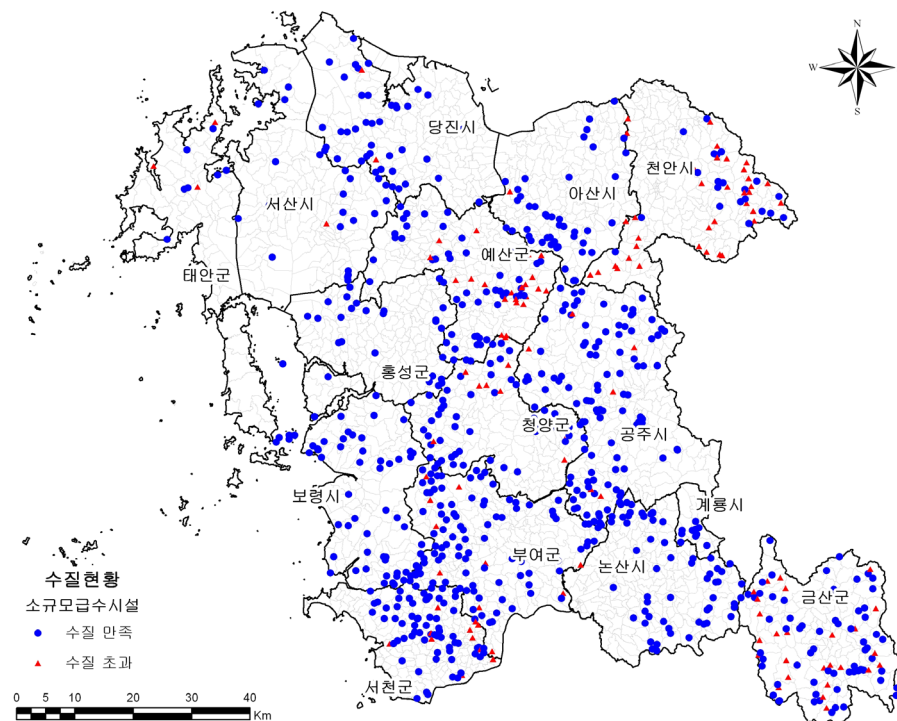 N
W
E
S
당진시
천안시
아산시
서산시
예산군
태안군
홍성군
청양군
공주시
보령시
계룡시
부여군
논산시
금산군
서천군
수질현황
소규모급수시설
수질 만족
수질 초과
0 5 10 20 30 40
Km